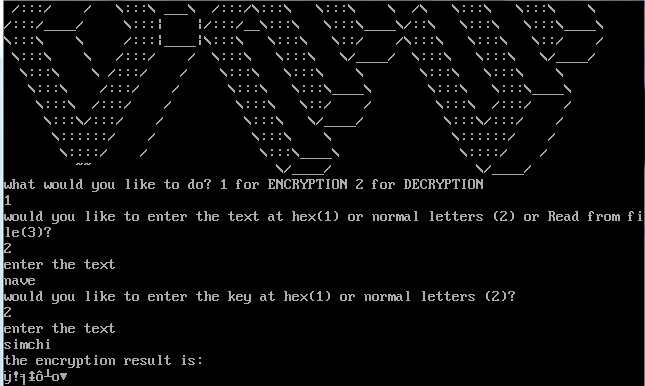 what would you like to do? 1 for ENCRYPTION 2 for DECRYPTION
1
would you like to enter the text at hex(1) or normal letters (2) or Read from fi
le(3)?
2
enter the text
nave
would you like to enter the key at hex(1) or normal letters (2)?
2
enter the text
simchi
the encryption result is:
ÿ!╕‡ô┴o▼